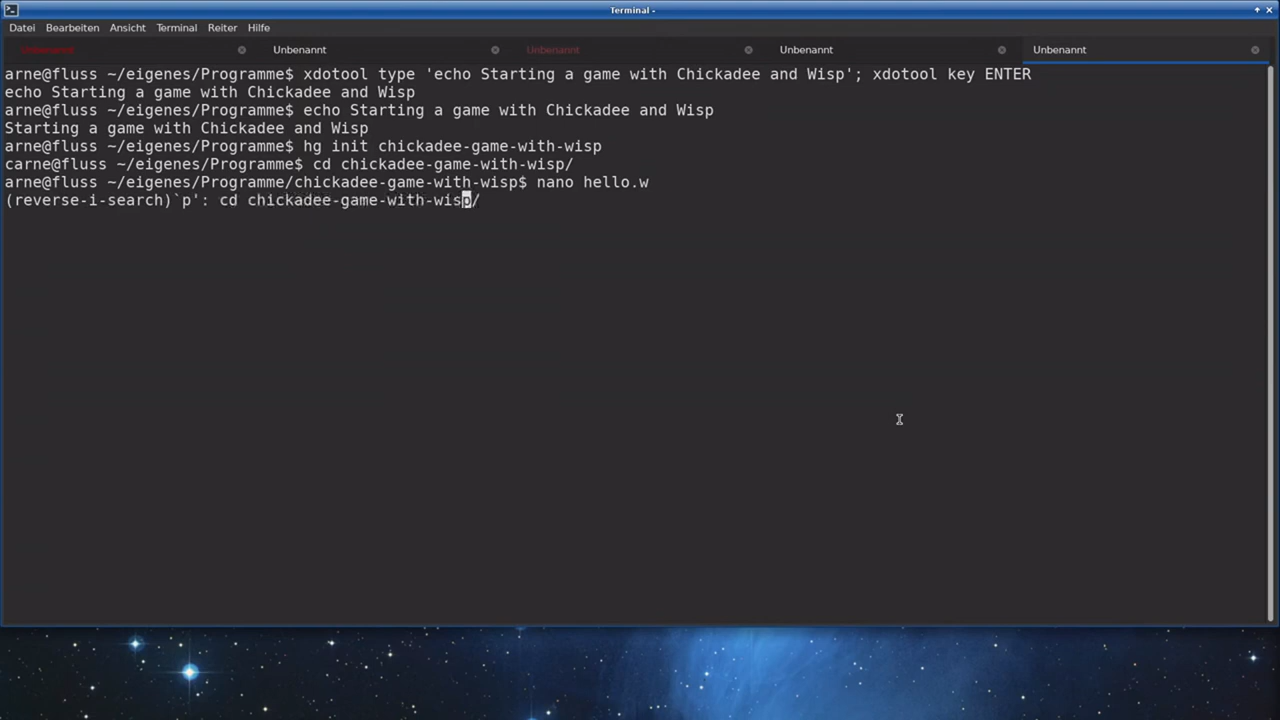 Terminal -
Datei Bearbeiten Ansicht Terminal Reiter Hilfe
Unbenannt Unbenannt Unbenannt Unbenannt Unbenannt
arne@fluss ~/eigenes/Programme$ xdotool type 'echo Starting a game with Chickadee and Wisp'; xdotool key ENTER
echo Starting a game with Chickadee and Wisp
arne@fluss ~/eigenes/Programme$ echo Starting a game with Chickadee and Wisp
Starting a game with Chickadee and Wisp
arne@fluss ~/eigenes/Programme$ hg init chickadee-game-with-wisp
carne@fluss ~/eigenes/Programme$ cd chickadee-game-with-wisp/
arne@fluss ~/eigenes/Programme/chickadee-game-with-wisp$ nano hello.w
(reverse-i-search)`p': cd chickadee-game-with-wisp/